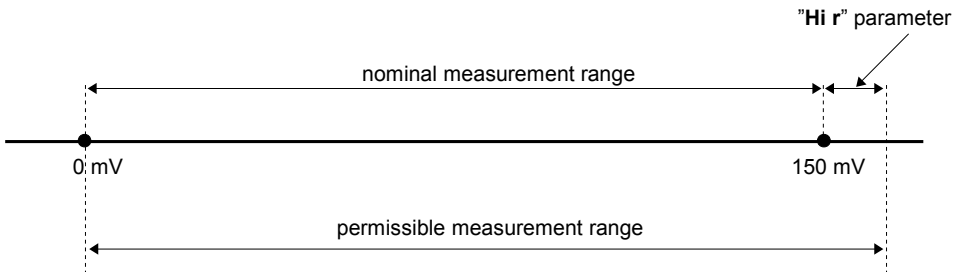 "Hi r" parameter
nominal measurement range
0 mV
150 mV
permissible measurement range